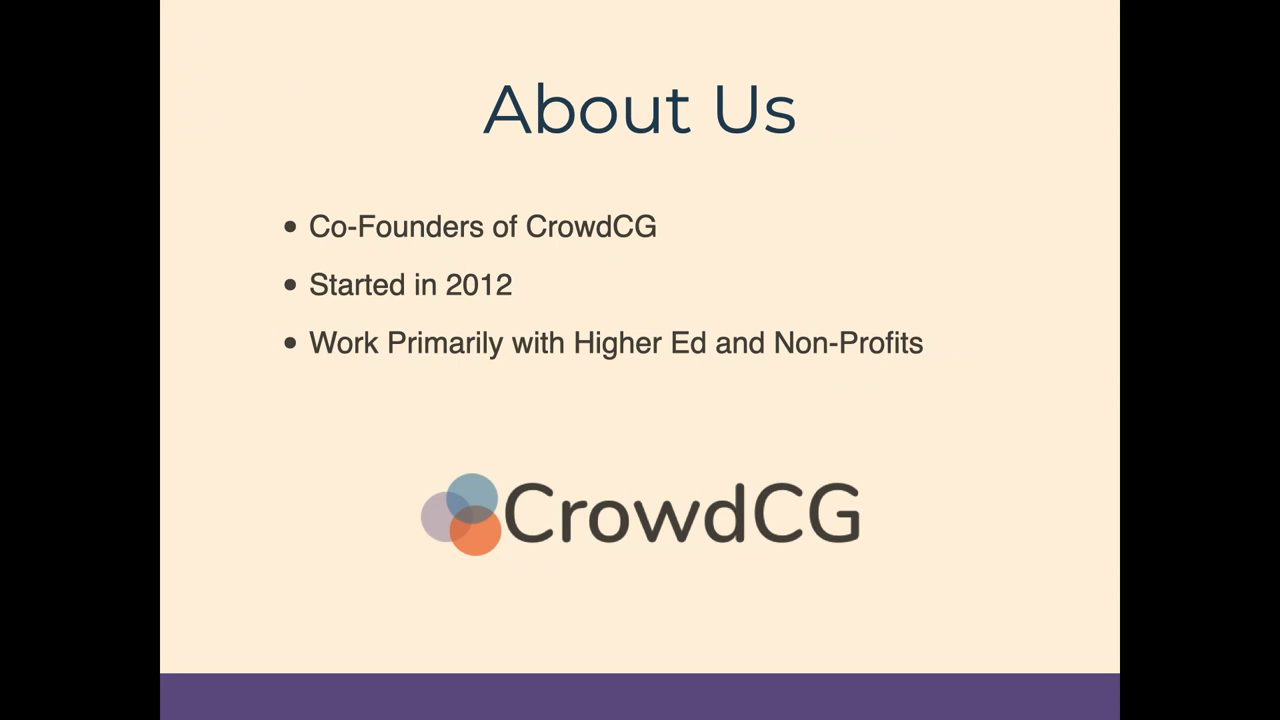 About Us
• Co-Founders of CrowdCG
• Started in 2012
• Work Primarily with Higher Ed and Non-Profits
CrowdCG